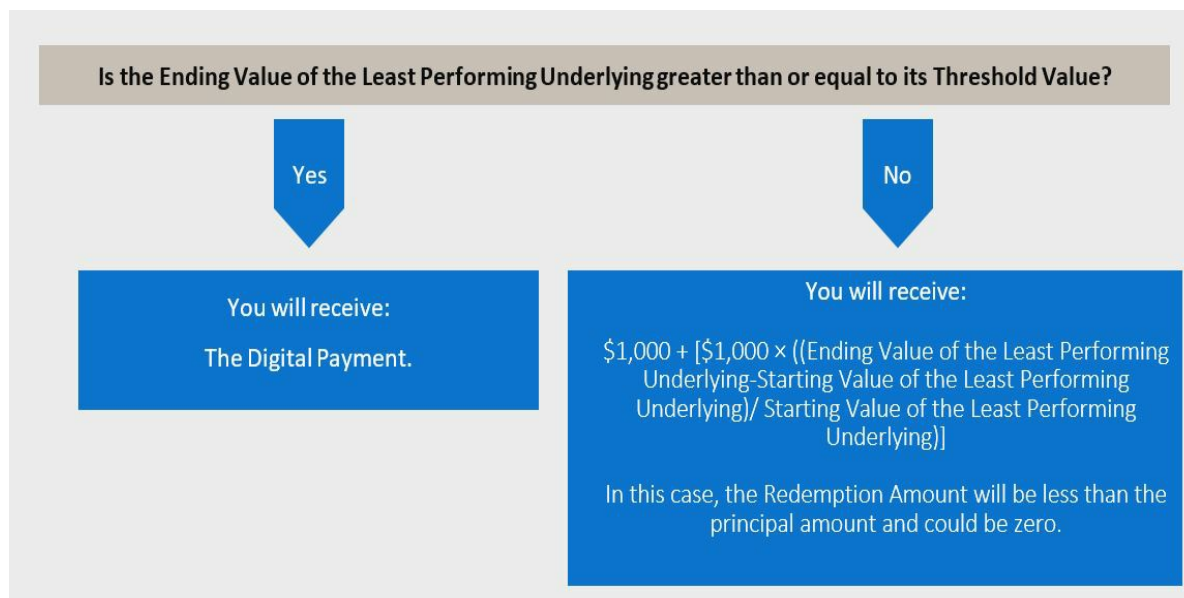 Is the Ending Value of the Least Performing Underlying greater than or equal to its Threshold Value?
Yes
No
You will receive:
The Digital Payment.
You will receive:
$1,000 + [$1,000 × ((Ending Value of the Least Performing
Underlying-Starting Value of the Least Performing
Underlying)/ Starting Value of the Least Performing
Underlying)]
In this case, the Redemption Amount will be less than the
principal amount and could be zero.